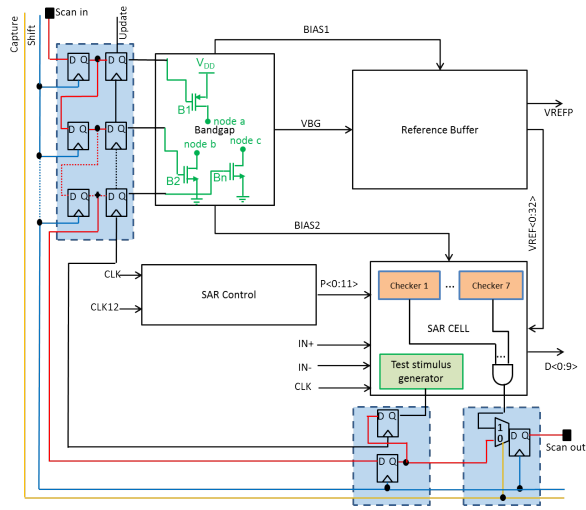 Capture
Shift
Scan in
Update
BIAS1
D Q
D Q
V_DD
B1
node a
Bandgap
node b
node c
VBG
Reference Buffer
VREFP
D Q
D Q
B2
Bn
D Q
D Q
VREF<0:32>
BIAS2
CLK
CLK12
SAR Control
P<0:11>
Checker 1
...
Checker 7
SAR CELL
...
IN+
IN-
CLK
Test stimulus
generator
D<0:9>
D Q
1
0
D Q
Scan out
D Q